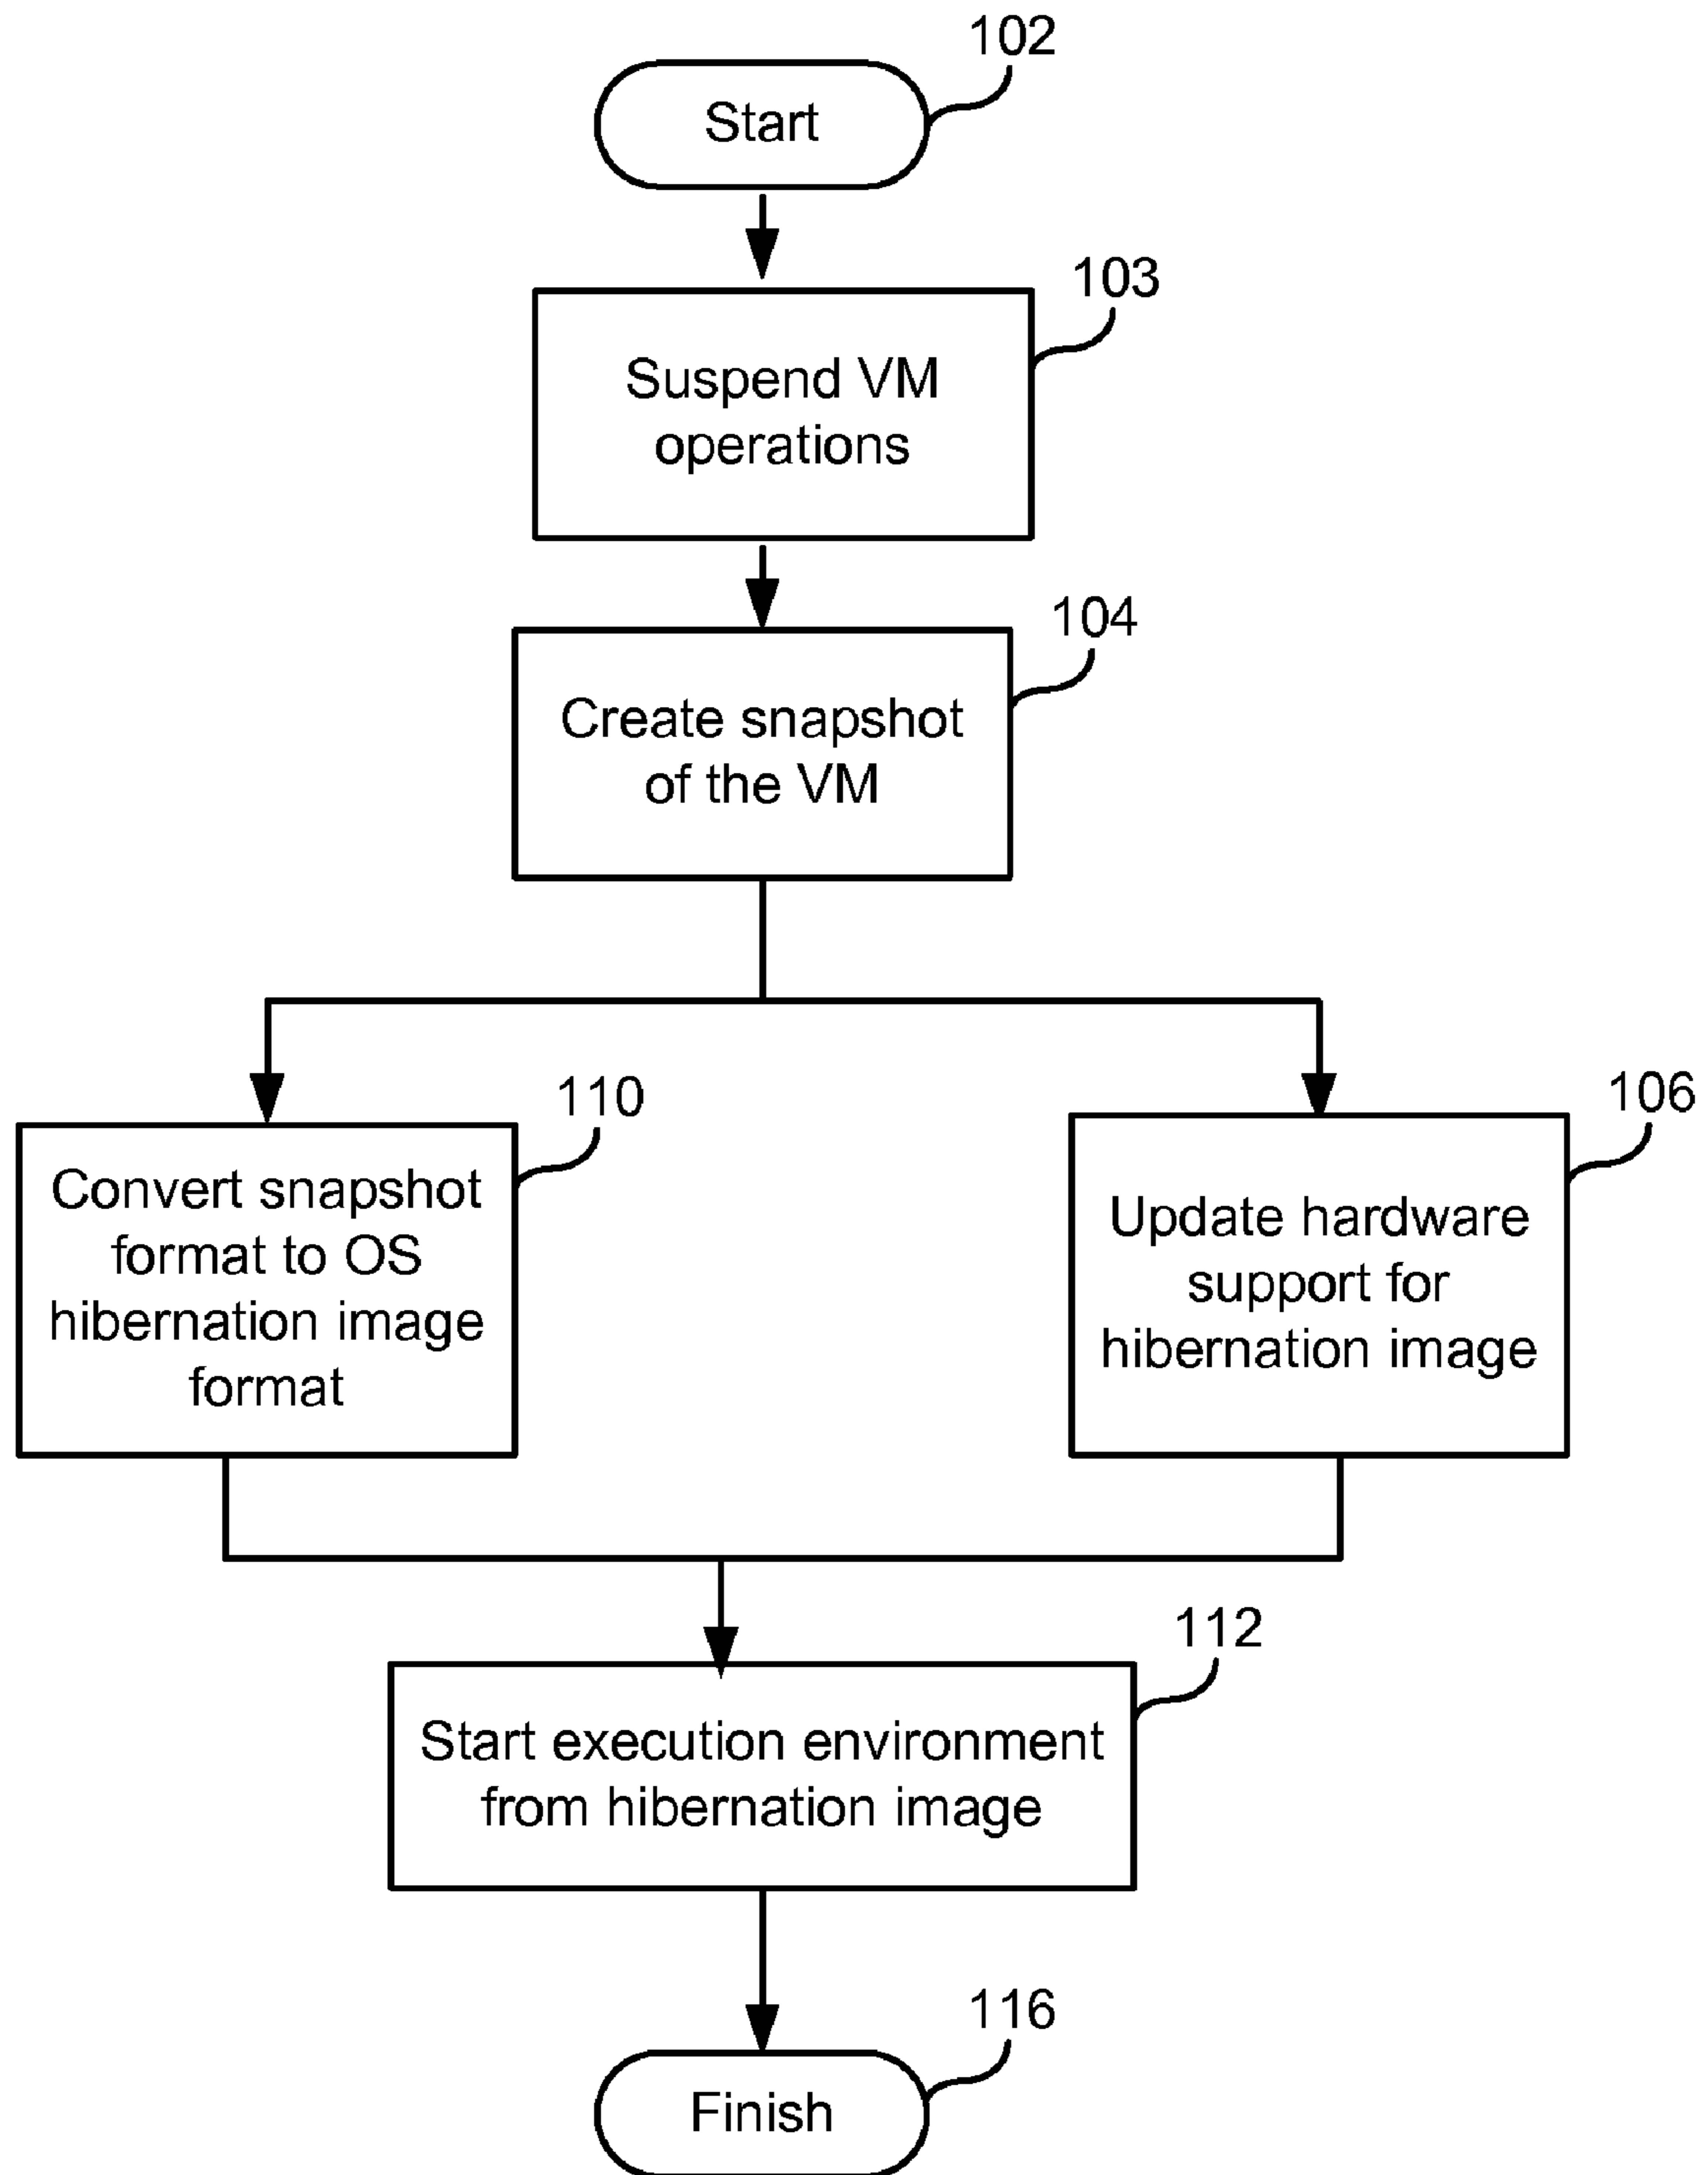 102
Start
103
Suspend VM
operations
104
Create snapshot
of the VM
110
Convert snapshot
format to OS
hibernation image
format
106
Update hardware
support for
hibernation image
112
Start execution environment
from hibernation image
116
Finish